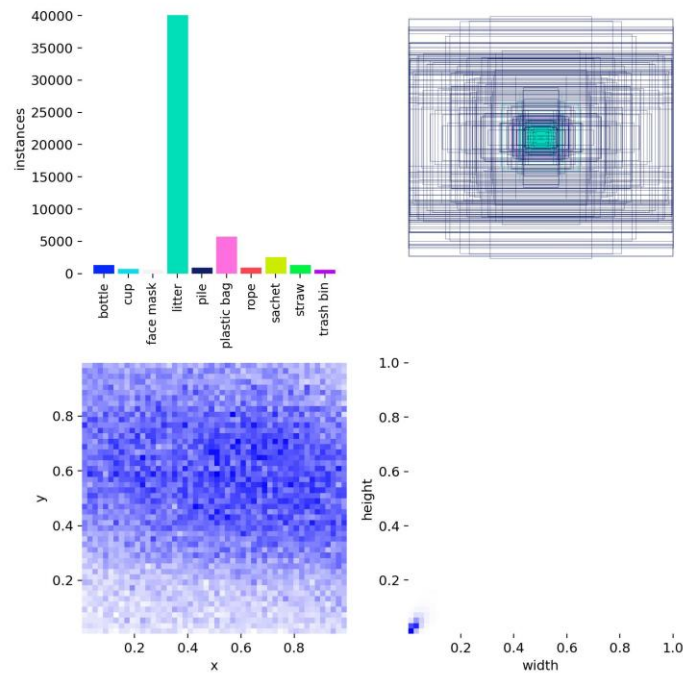 40000
35000
30000
25000
20000
15000
10000
5000
0
instances
bottle
cup
face mask
litter
pile
plastic bag
rope
sachet
straw
trash bin
0.8
0.6
0.4
0.2
y
0.2 0.4 0.6 0.8
x
1.0
0.8
0.6
0.4
0.2
height
0.2 0.4 0.6 0.8 1.0
width